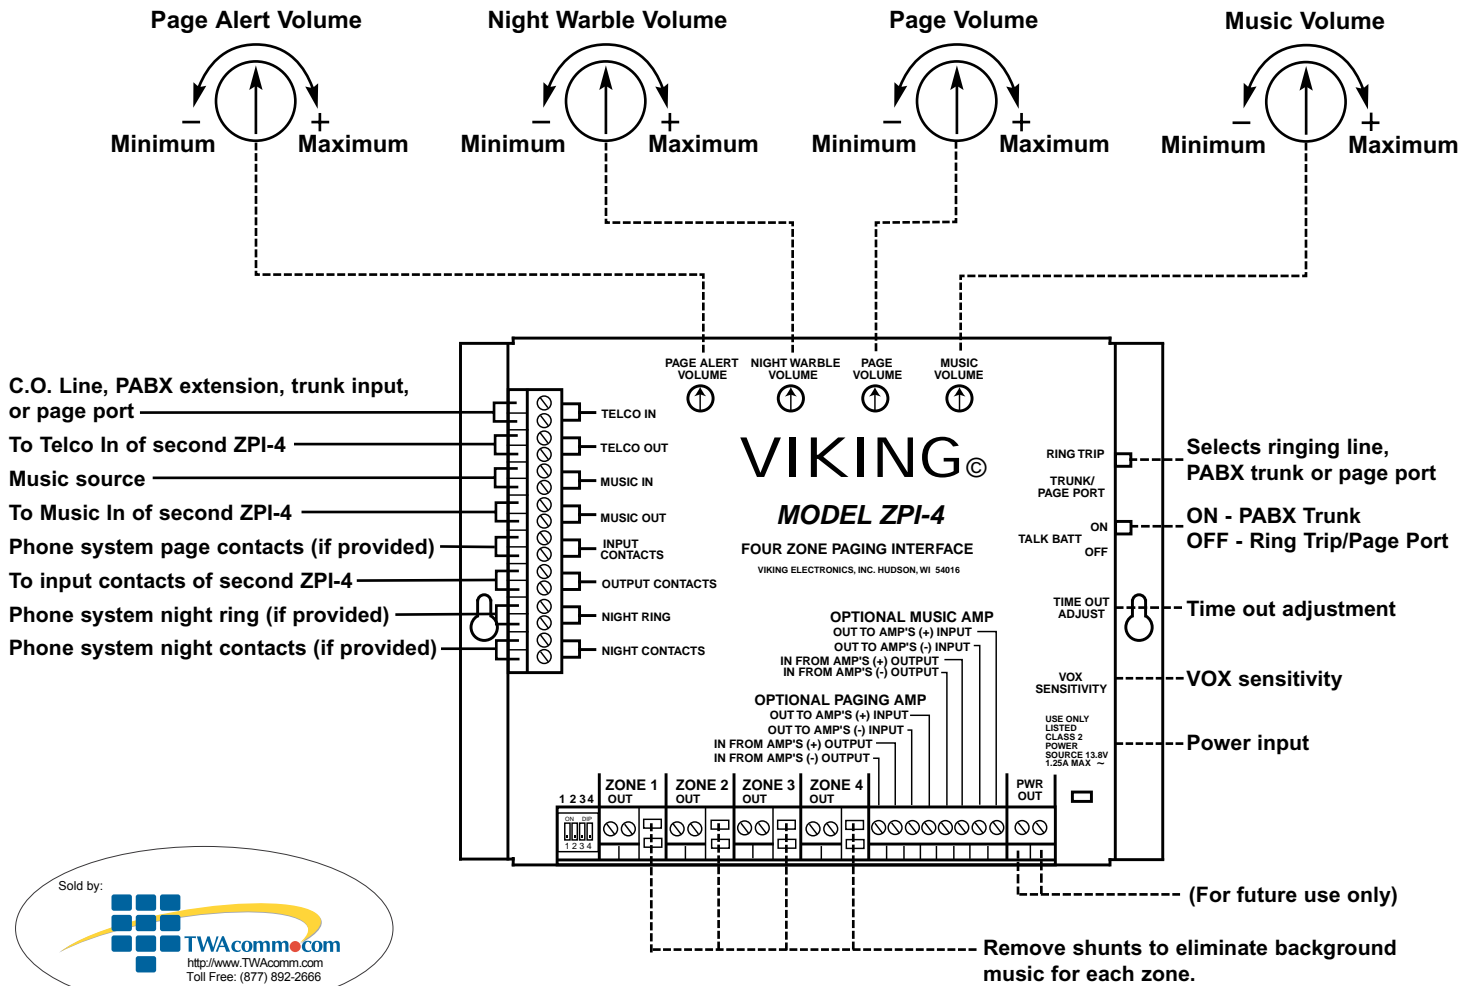 Page Alert Volume
Night Warble Volume
Page Volume
Music Volume
– +
Minimum Maximum
– +
Minimum Maximum
– +
Minimum Maximum
– +
Minimum Maximum
PAGE ALERT
VOLUME
NIGHT WARBLE
VOLUME
PAGE
VOLUME
MUSIC
VOLUME
C.O. Line, PABX extension, trunk input,
or page port
To Telco In of second ZPI-4
Music source
To Music In of second ZPI-4
Phone system page contacts (if provided)
To input contacts of second ZPI-4
Phone system night ring (if provided)
Phone system night contacts (if provided)
TELCO IN
TELCO OUT
MUSIC IN
MUSIC OUT
INPUT
CONTACTS
OUTPUT CONTACTS
NIGHT RING
NIGHT CONTACTS
VIKING©
MODEL ZPI-4
FOUR ZONE PAGING INTERFACE
VIKING ELECTRONICS, INC. HUDSON, WI 54016
RING TRIP
TRUNK/
PAGE PORT
ON
TALK BATT
OFF
TIME OUT
ADJUST
VOX
SENSITIVITY
USE ONLY
LISTED
CLASS 2
POWER
SOURCE 13.8V
1.25A MAX ~
Selects ringing line,
PABX trunk or page port
ON - PABX Trunk
OFF - Ring Trip/Page Port
Time out adjustment
VOX sensitivity
Power input
OPTIONAL MUSIC AMP
OUT TO AMP'S (+) INPUT
OUT TO AMP'S (-) INPUT
IN FROM AMP'S (+) OUTPUT
IN FROM AMP'S (-) OUTPUT
OPTIONAL PAGING AMP
OUT TO AMP'S (+) INPUT
OUT TO AMP'S (-) INPUT
IN FROM AMP'S (+) OUTPUT
IN FROM AMP'S (-) OUTPUT
1 2 3 4
ON DIP
1 2 3 4
ZONE 1
OUT
ZONE 2
OUT
ZONE 3
OUT
ZONE 4
OUT
PWR
OUT
(For future use only)
Remove shunts to eliminate background
music for each zone.
Sold by:
TWAcomm.com
http://www.TWAcomm.com
Toll Free: (877) 892-2666